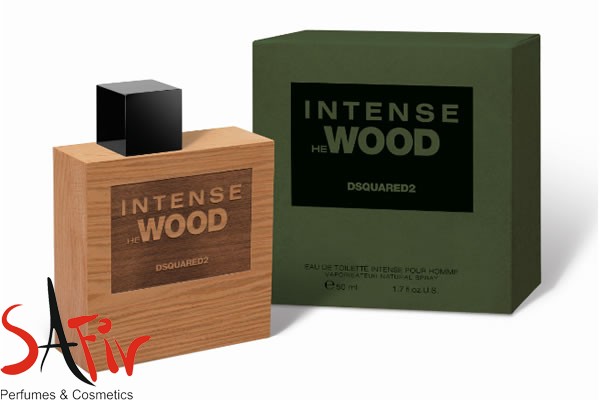 INTENSE
HE WOOD
DSQUARED2
INTENSE
HE WOOD
DSQUARED2
EAU DE TOILETTE INTENSE POUR HOMME
VAPORISATEUR NATURAL SPRAY
e 50 ml 1.7 fl.oz.U.S.
SAFir
Perfumes & Cosmetics